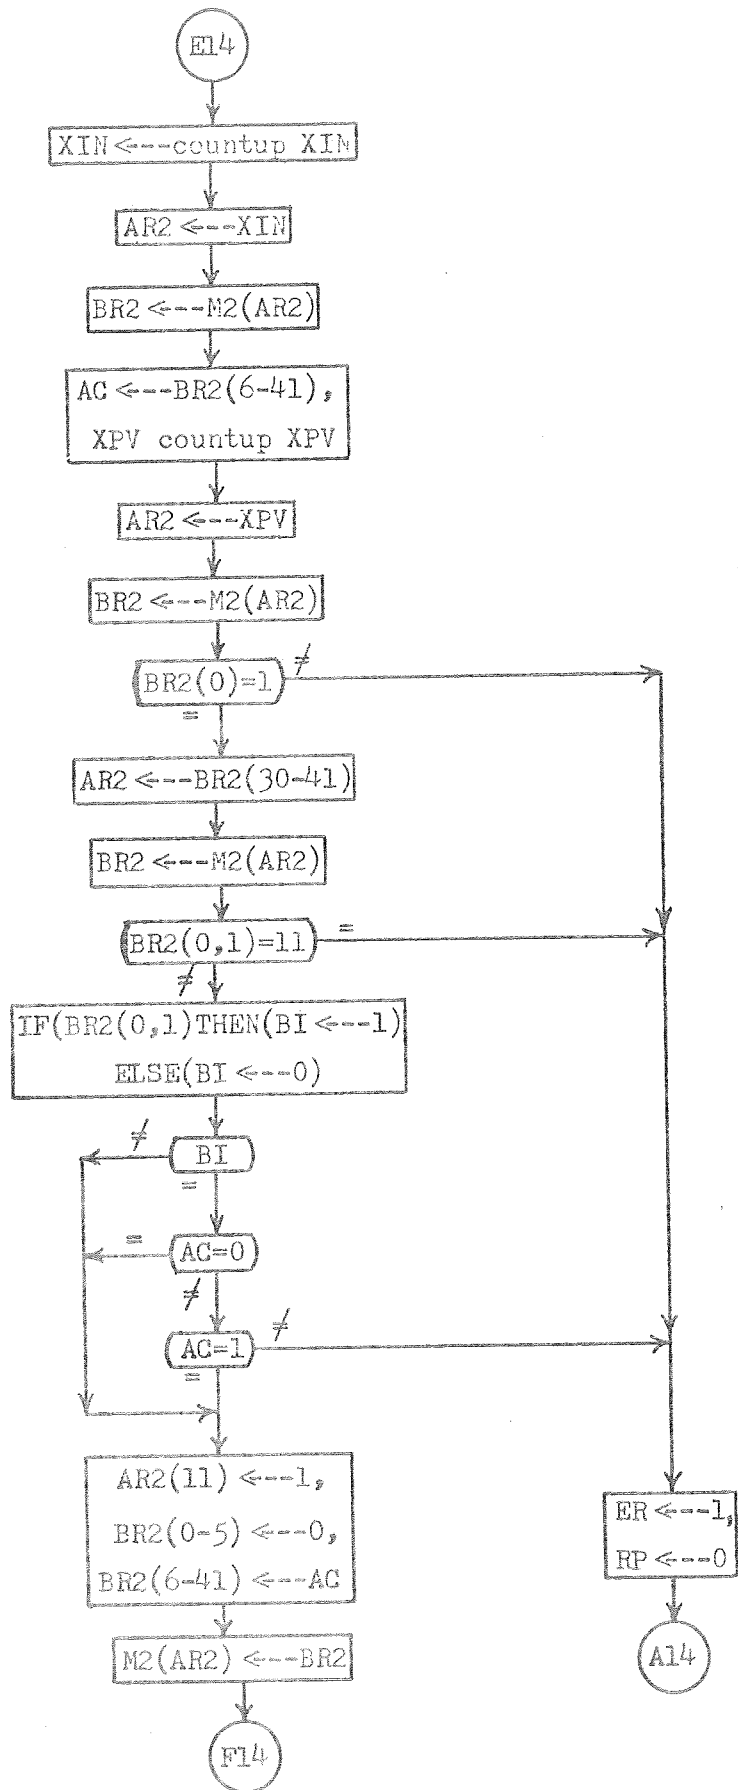 E14
XIN <---countup XIN
AR2 <---XIN
BR2 <---M2(AR2)
AC <---BR2(6-41),
XPV countup XPV
AR2 <---XPV
BR2 <---M2(AR2)
≠
BR2(0)=1
=
AR2 <---BR2(30-41)
BR2 <---M2(AR2)
BR2(0,1)=11
=
≠
IF(BR2(0,1)THEN(BI <---1)
ELSE(BI <---0)
≠
BI
=
=
AC=0
≠
≠
AC=1
=
AR2(11) <---1,
BR2(0-5) <---0,
BR2(6-41) <---AC
ER <---1,
RP <---0
M2(AR2) <---BR2
A14
F14